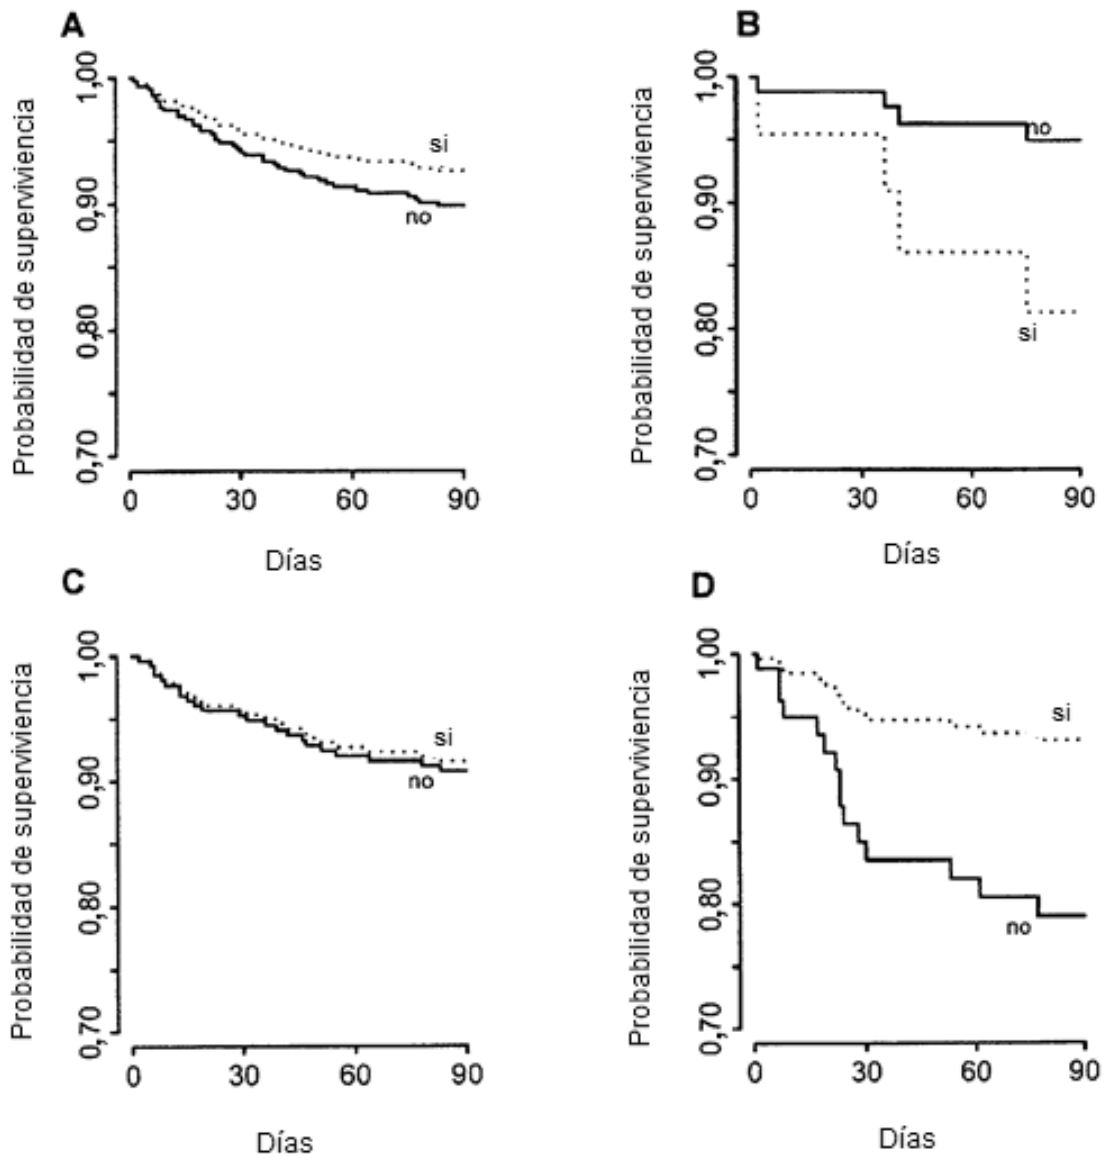 A
Probabilidad de supervivencia
1,00
0,90
0,80
0,70
si
no
0 30 60 90
Días
B
Probabilidad de supervivencia
1,00
0,90
0,80
0,70
no
si
0 30 60 90
Días
C
Probabilidad de supervivencia
1,00
0,90
0,80
0,70
si
no
0 30 60 90
Días
D
Probabilidad de supervivencia
1,00
0,90
0,80
0,70
si
no
0 30 60 90
Días